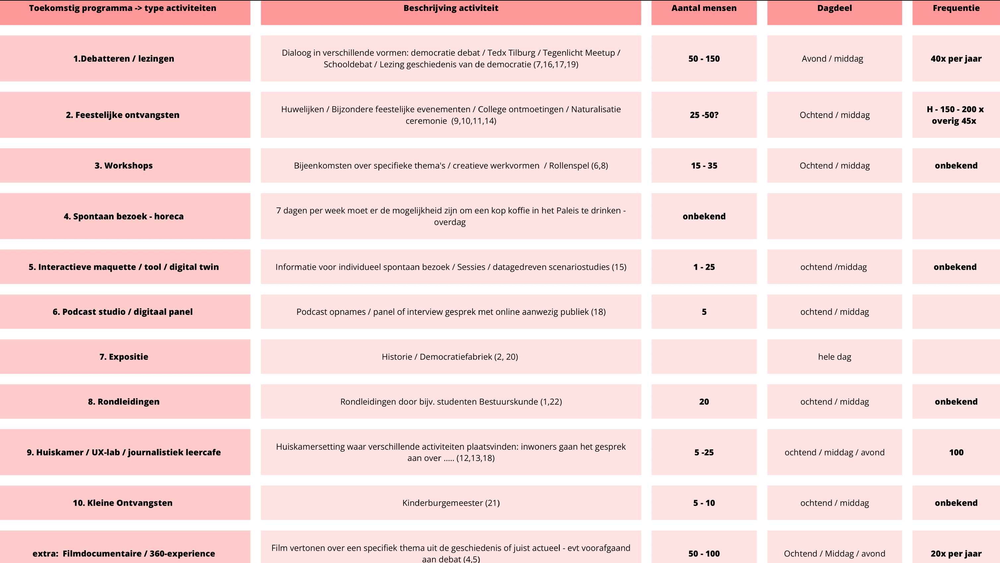 Toekomstig programma -> type activiteiten
Beschrijving activiteit
Aantal mensen
Dagdeel
Frequentie
1.Debatteren / lezingen
Dialoog in verschillende vormen: democratie debat / Tedx Tilburg / Tegenlicht Meetup /
Schooldebat / Lezing geschiedenis van de democratie (7,16,17,19)
50 - 150
Avond / middag
40x per jaar
2. Feestelijke ontvangsten
Huwelijken / Bijzondere feestelijke evenementen / College ontmoetingen / Naturalisatie
ceremonie  (9,10,11,14)
25 -50?
Ochtend / middag
H - 150 - 200 x
overig 45x
3. Workshops
Bijeenkomsten over specifieke thema's / creatieve werkvormen  / Rollenspel (6,8)
15 - 35
Ochtend / middag
onbekend
4. Spontaan bezoek - horeca
7 dagen per week moet er de mogelijkheid zijn om een kop koffie in het Paleis te drinken -
overdag
onbekend
5. Interactieve maquette / tool / digital twin
Informatie voor individueel spontaan bezoek / Sessies / datagedreven scenariostudies (15)
1 - 25
ochtend /middag
onbekend
6. Podcast studio / digitaal panel
Podcast opnames / panel of interview gesprek met online aanwezig publiek (18)
5
ochtend / middag
7. Expositie
Historie / Democratiefabriek (2, 20)
hele dag
8. Rondleidingen
Rondleidingen door bijv. studenten Bestuurskunde (1,22)
20
ochtend / middag
onbekend
9. Huiskamer / UX-lab / journalistiek leercafe
Huiskamersetting waar verschillende activiteiten plaatsvinden: inwoners gaan het gesprek
aan over ..... (12,13,18)
5 -25
ochtend / middag / avond
100
10. Kleine Ontvangsten
Kinderburgemeester (21)
5 - 10
ochtend / middag
onbekend
extra:  Filmdocumentaire / 360-experience
Film vertonen over een specifiek thema uit de geschiedenis of juist actueel - evt voorafgaand
aan debat (4,5)
50 - 100
Ochtend / Middag / avond
20x per jaar